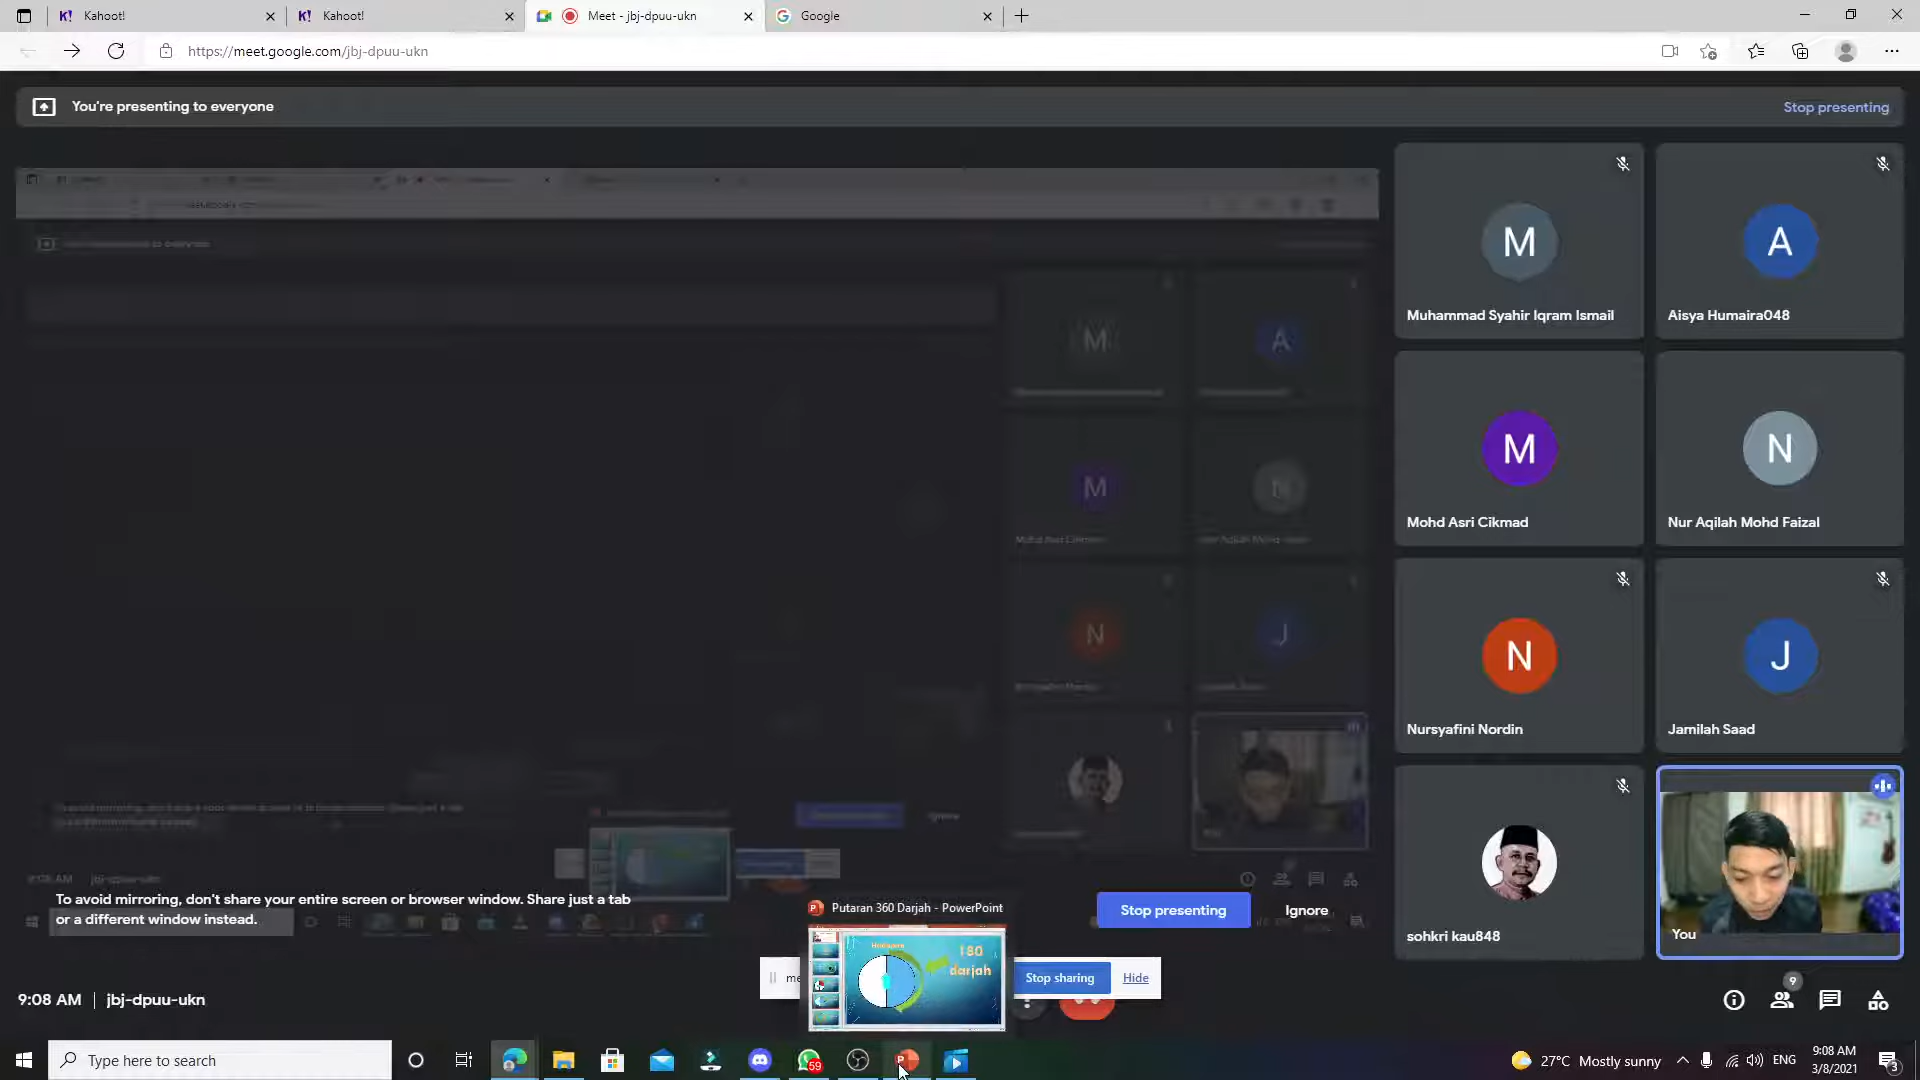 Kahoot!
Kahoot!
Meet - jbj-dpuu-ukn
Google
https://meet.google.com/jbj-dpuu-ukn
You're presenting to everyone
Stop presenting
M
Muhammad Syahir Iqram Ismail
A
Aisya Humaira048
M
Mohd Asri Cikmad
N
Nur Aqilah Mohd Faizal
N
Nursyafini Nordin
J
Jamilah Saad
sohkri kau848
You
M
A
M
N
N
J
To avoid mirroring, don't share your entire screen or browser window. Share just a tab
or a different window instead.
Stop presenting
Ignore
Putaran 360 Darjah - PowerPoint
180
darjah
me
Stop sharing
Hide
9:08 AM
jbj-dpuu-ukn
9
Type here to search
59
27°C Mostly sunny
ENG
9:08 AM
3/8/2021
3